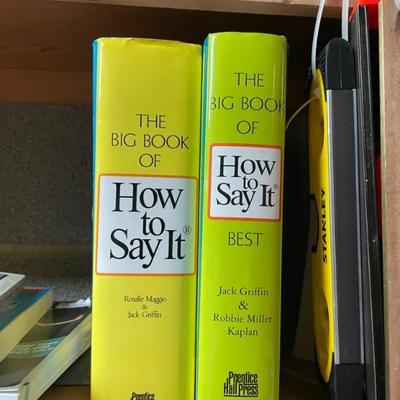 THE
BIG BOOK
OF
How
to
Say It®
Rosalie Maggio
&
Jack Griffin
Prentice
THE
BIG BOOK
OF
How
to
Say It®
BEST
Jack Griffin
&
Robbie Miller
Kaplan
Prentice
Hall Press
STANLEY